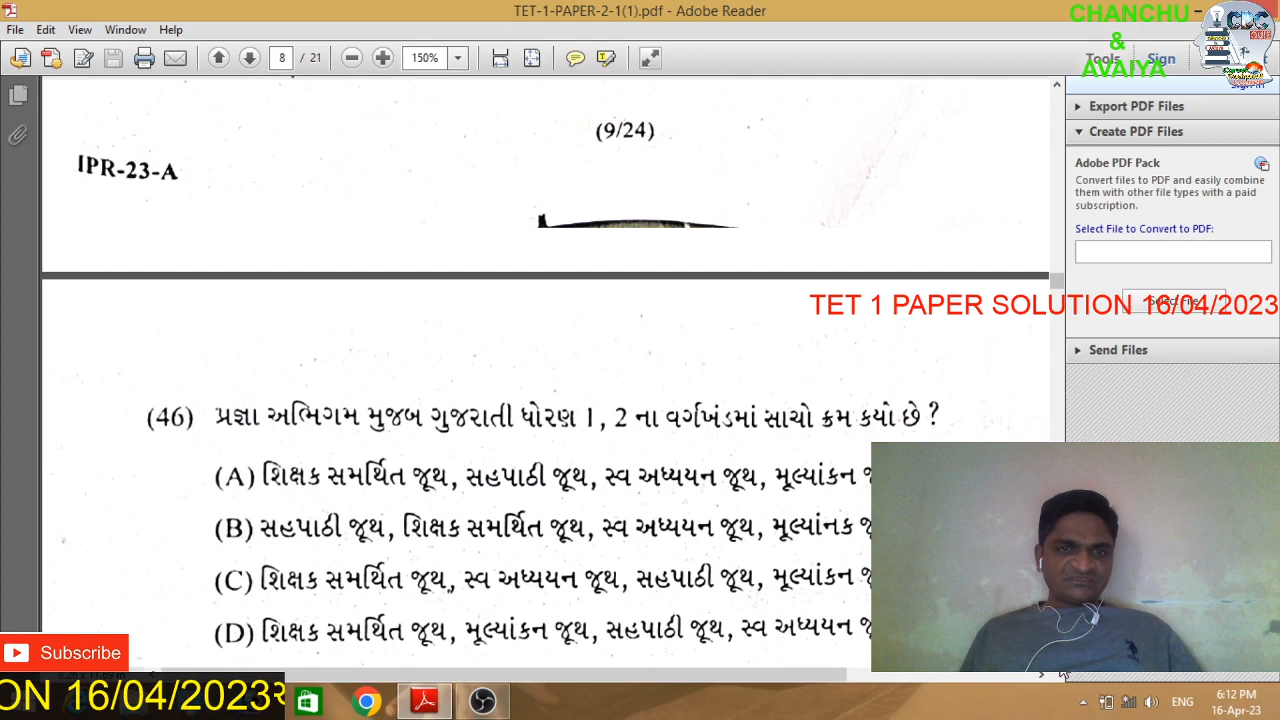 TET-1-PAPER-2-1(1).pdf - Adobe Reader
CHANCHU
&
AVAIYA
File Edit View Window Help
8 / 21
150%
Tools
Sign
(9/24)
IPR-23-A
Export PDF Files
Create PDF Files
Adobe PDF Pack
Convert files to PDF and easily combine
them with other file types with a paid
subscription.
Select File to Convert to PDF:
Select File
TET 1 PAPER SOLUTION 16/04/2023
Send Files
(46) પ્રજ્ઞા અભિગમ મુજબ ગુજરાતી ધોરણ 1, 2 ના વર્ગખંડમાં સાચો ક્રમ કયો છે ?
(A) શિક્ષક સમર્થિત જૂથ, સહપાઠી જૂથ, સ્વ અધ્યયન જૂથ, મૂલ્યાંકન જૂ
(B) સહપાઠી જૂથ, શિક્ષક સમર્થિત જૂથ, સ્વ અધ્યયન જૂથ, મૂલ્યાંનક જૂ
(C) શિક્ષક સમર્થિત જૂથ, સ્વ અધ્યયન જૂથ, સહપાઠી જૂથ, મૂલ્યાંકન જૂ
(D) શિક્ષક સમર્થિત જૂથ, મૂલ્યાંકન જૂથ, સહપાઠી જૂથ, સ્વ અધ્યયન જૂ
Subscribe
ON 16/04/2023
ENG
6:12 PM
16-Apr-23